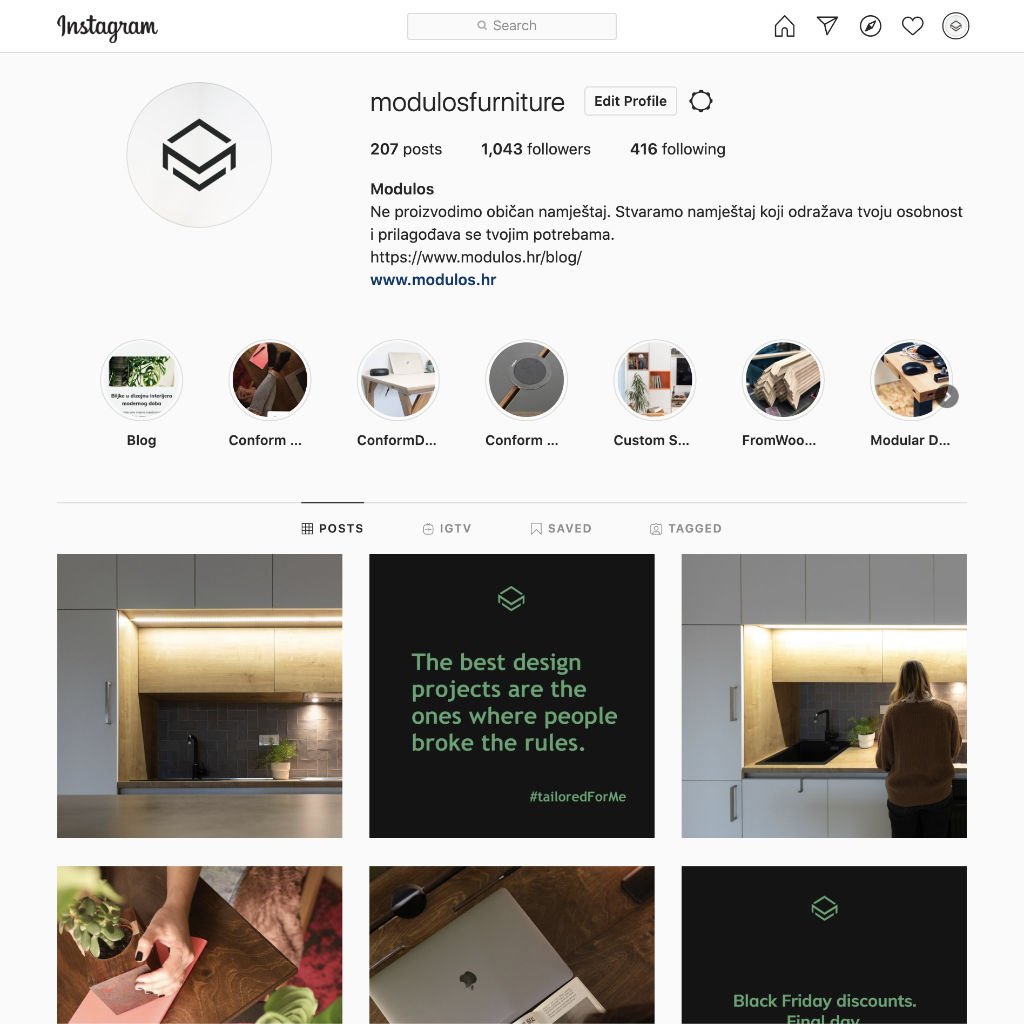 Instagram
Search
modulosfurniture
Edit Profile
207 posts
1,043 followers
416 following
Modulos
Ne proizvodimo običan namještaj. Stvaramo namještaj koji odražava tvoju osobnost
i prilagođava se tvojim potrebama.
https://www.modulos.hr/blog/
www.modulos.hr
Biljke u dizajnu interijera
modernog doba
Blog
Conform ...
ConformD...
Conform ...
Custom S...
FromWoo...
Modular D...
POSTS
IGTV
SAVED
TAGGED
The best design
projects are the
ones where people
broke the rules.
#tailoredForMe
Black Friday discounts.
Final day